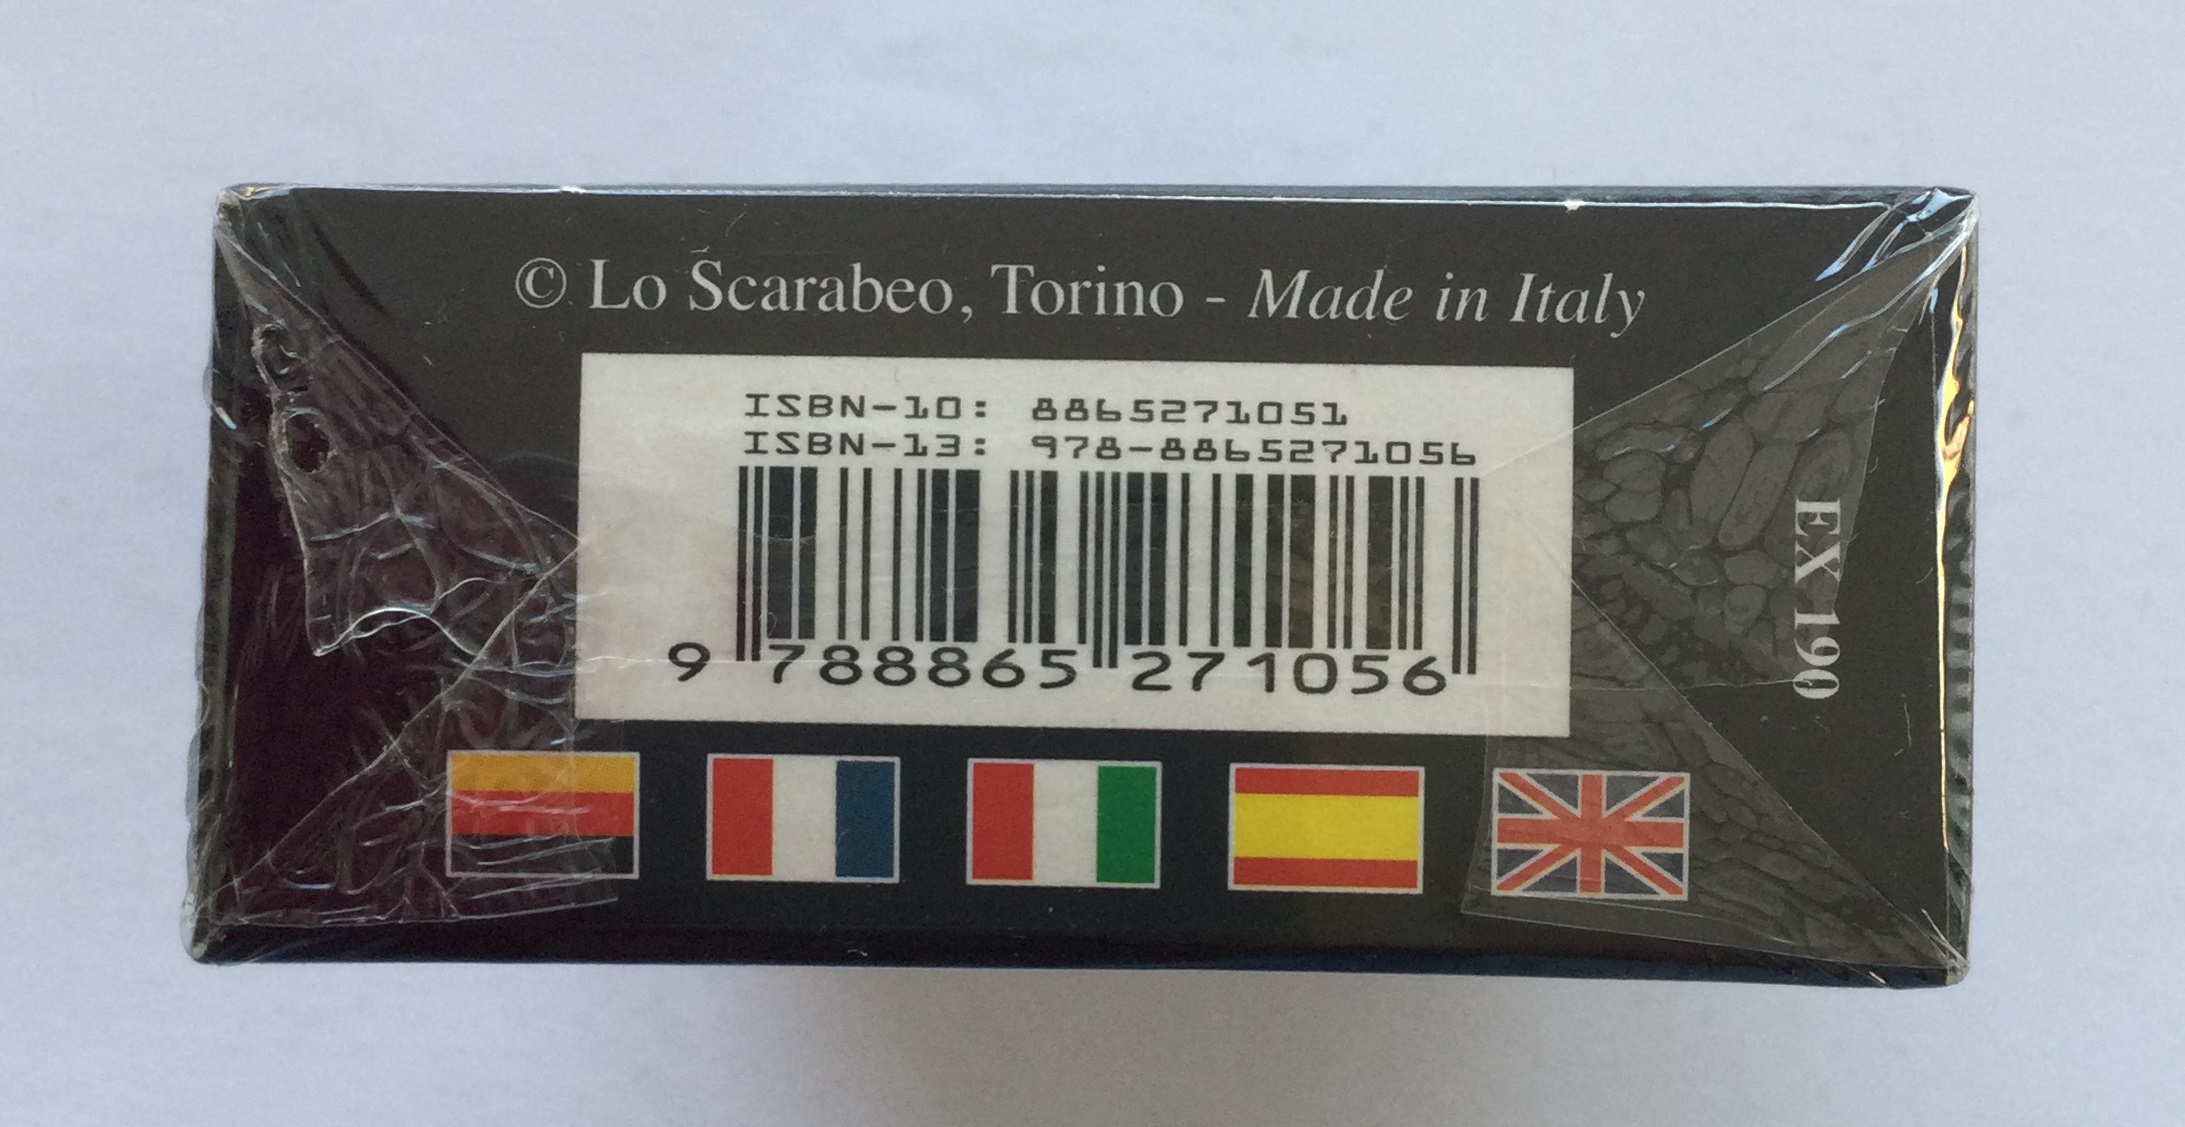 © Lo Scarabeo, Torino - Made in Italy
ISBN-10: 8865271051
ISBN-13: 978-8865271056
9 788865 271056
EX 190